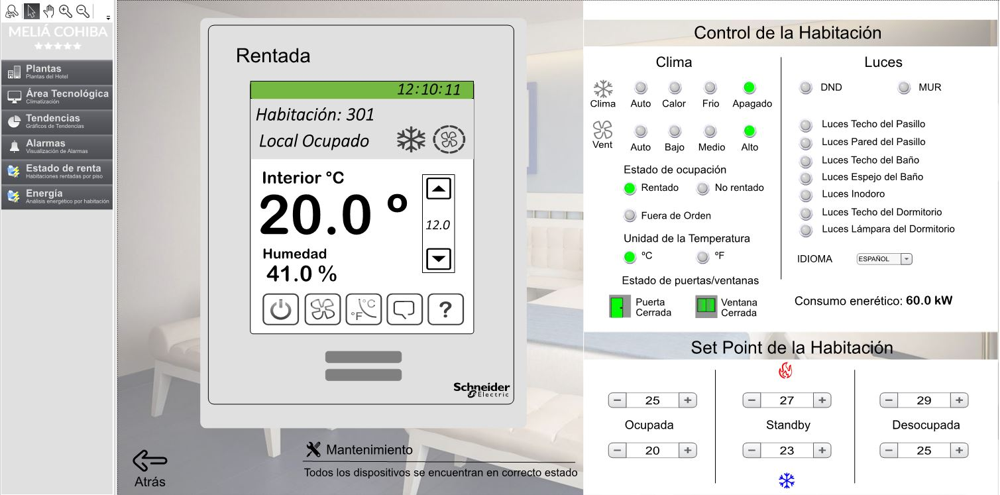 MELIÁ COHIBA
Plantas
Plantas del Hotel
Área Tecnológica
Climatización
Tendencias
Gráficos de Tendencias
Alarmas
Visualización de Alarmas
Estado de renta
Habitaciones rentadas por piso
Energía
Análisis energético por habitación
Rentada
12:10:11
Habitación: 301
Local Ocupado
Interior °C
20.0 º
12.0
Humedad
41.0 %
°C
°F
?
Schneider
Electric
Atrás
Mantenimiento
Todos los dispositivos se encuentran en correcto estado
Control de la Habitación
Clima
Clima
Auto Calor Frio Apagado
Vent
Auto Bajo Medio Alto
Estado de ocupación
Rentado No rentado
Fuera de Orden
Unidad de la Temperatura
ºC ºF
Estado de puertas/ventanas
Puerta
Cerrada
Ventana
Cerrada
Luces
DND MUR
Luces Techo del Pasillo
Luces Pared del Pasillo
Luces Techo del Baño
Luces Espejo del Baño
Luces Inodoro
Luces Techo del Dormitorio
Luces Lámpara del Dormitorio
IDIOMA ESPAÑOL
Consumo enerético: 60.0 kW
Set Point de la Habitación
− 25 + − 27 + − 29 +
Ocupada Standby Desocupada
− 20 + − 23 + − 25 +